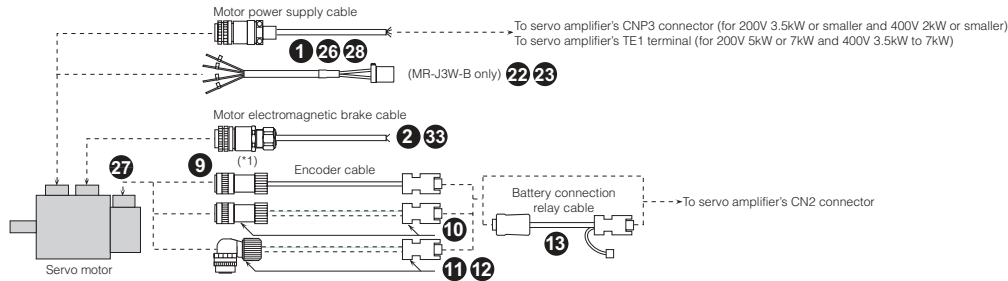 Motor power supply cable
To servo amplifier's CNP3 connector (for 200V 3.5kW or smaller and 400V 2kW or smaller)
To servo amplifier's TE1 terminal (for 200V 5kW or 7kW and 400V 3.5kW to 7kW)
1 26 28
(MR-J3W-B only) 22 23
Motor electromagnetic brake cable
2 33
(*1)
27
9
Encoder cable
Battery connection
relay cable
To servo amplifier's CN2 connector
10
13
11 12
Servo motor